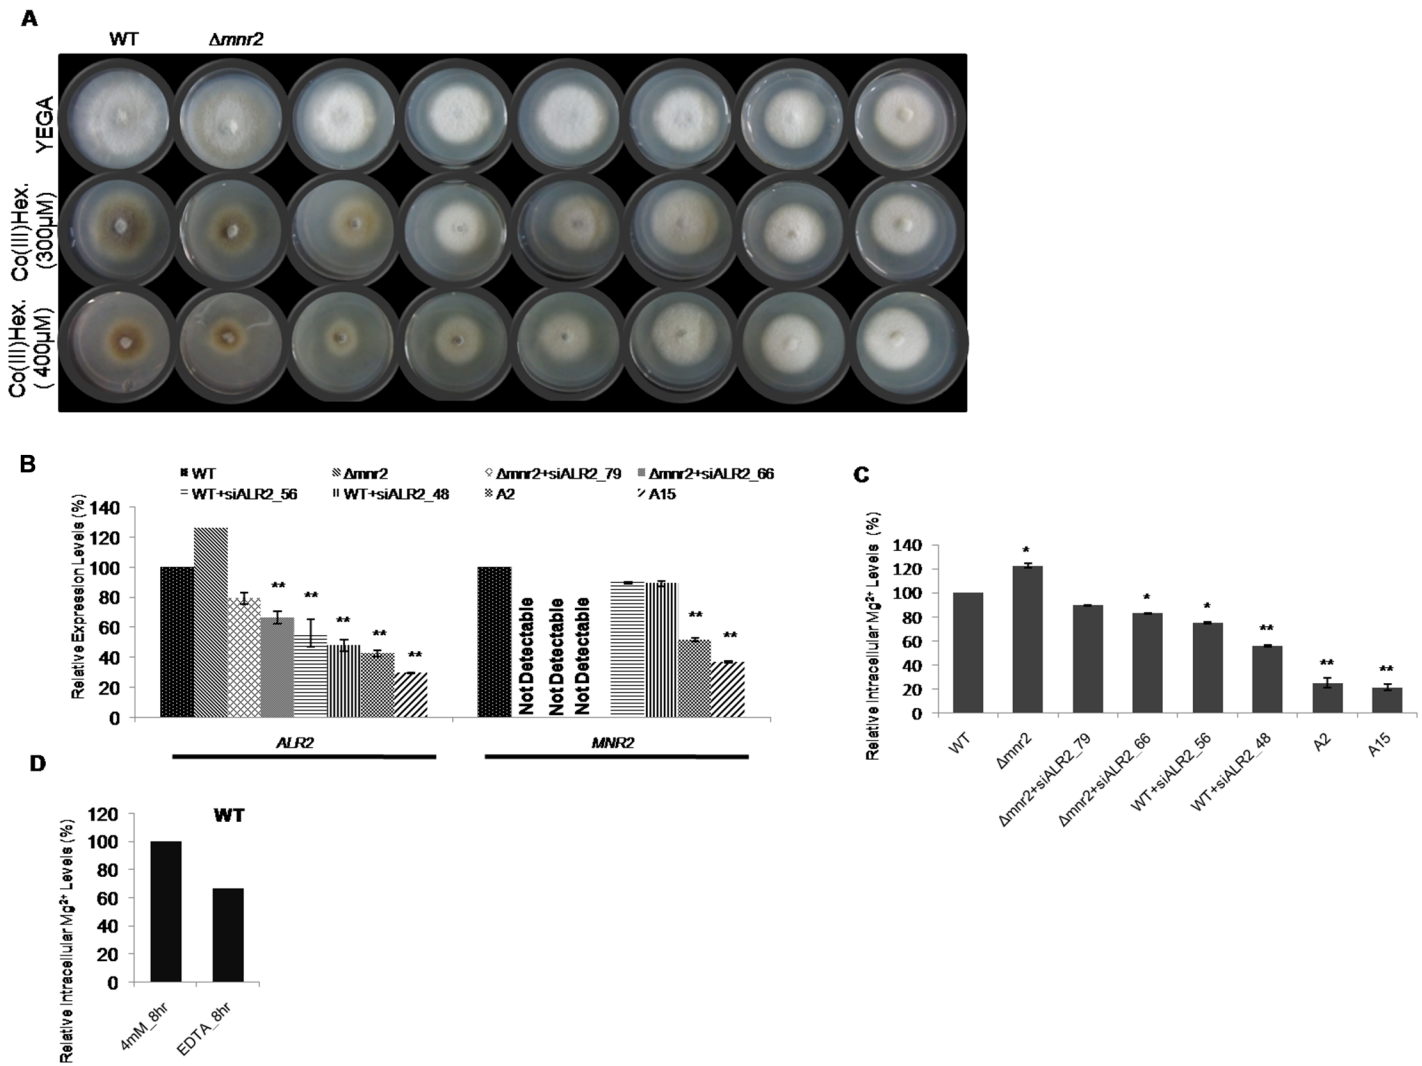 A
WT Δmnr2
YEGA
Co(III)Hex.
(300µM)
Co(III)Hex.
( 400µM)
B
WT Δmnr2 Δmnr2+siALR2_79 Δmnr2+siALR2_66
WT+siALR2_56 WT+siALR2_48 A2 A15
Relative Expression Levels (%)
140
120
100
80
60
40
20
0
** ** ** ** **
Not Detectable
Not Detectable
Not Detectable
** **
ALR2 MNR2
C
Relative Intracellular Mg²⁺ Levels (%)
140
120
100
80
60
40
20
0
* * * ** ** **
WT
Δmnr2
Δmnr2+siALR2_79
Δmnr2+siALR2_66
WT+siALR2_56
WT+siALR2_48
A2
A15
D
WT
Relative Intracellular Mg²⁺ Levels (%)
120
100
80
60
40
20
0
4mM_8hr
EDTA_8hr